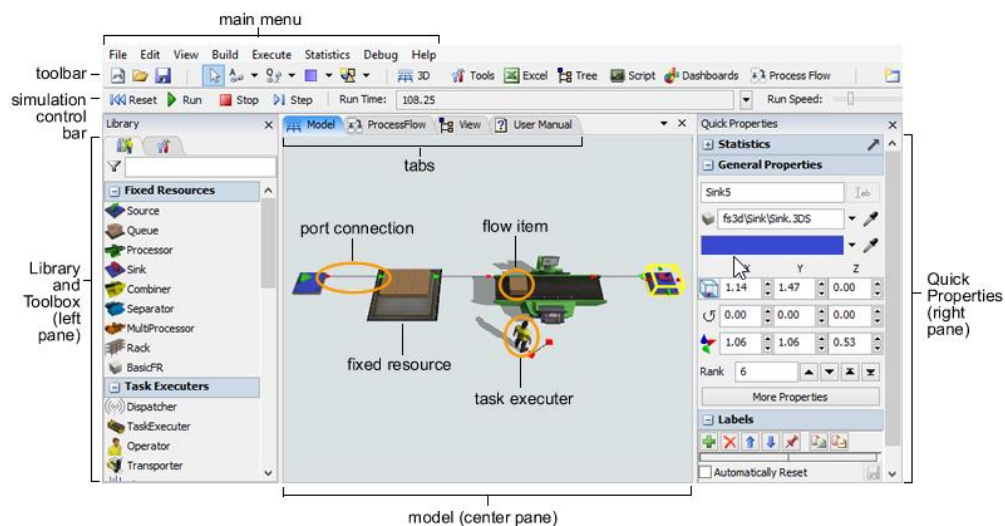 main menu
File Edit View Build Execute Statistics Debug Help
toolbar
3D Tools Excel Tree Script Dashboards Process Flow
simulation
control
bar
Reset Run Stop Step Run Time: 108.25 Run Speed:
Library
Model ProcessFlow View User Manual
tabs
Quick Properties
Statistics
General Properties
Sink5
fs3d\Sink\Sink.3DS
X Y Z
1.14 1.47 0.00
0.00 0.00 0.00
1.06 1.06 0.53
Rank 6
More Properties
Labels
Automatically Reset
Fixed Resources
Source
Queue
Processor
Sink
Combiner
Separator
MultiProcessor
Rack
BasicFR
Task Executers
Dispatcher
TaskExecuter
Operator
Transporter
Library
and
Toolbox
(left
pane)
port connection
flow item
fixed resource
task executer
Quick
Properties
(right
pane)
model (center pane)